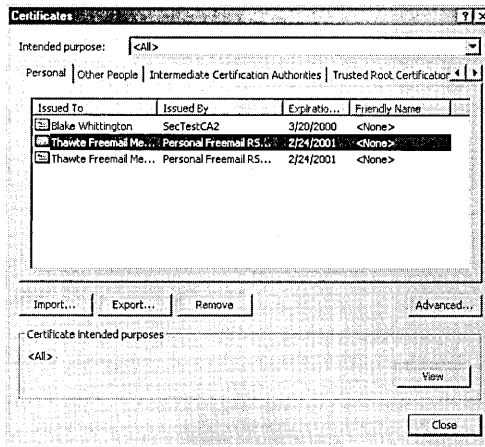 Certificates
Intended purpose: <All>
Personal Other People Intermediate Certification Authorities Trusted Root Certification
Issued To Issued By Expiratio... Friendly Name
Blake Whittington SecTestCA2 3/20/2000 <None>
Thawte Freemail Me... Personal Freemail RS... 2/24/2001 <None>
Thawte Freemail Me... Personal Freemail RS... 2/24/2001 <None>
Import... Export... Remove Advanced...
Certificate intended purposes
<All>
View
Close